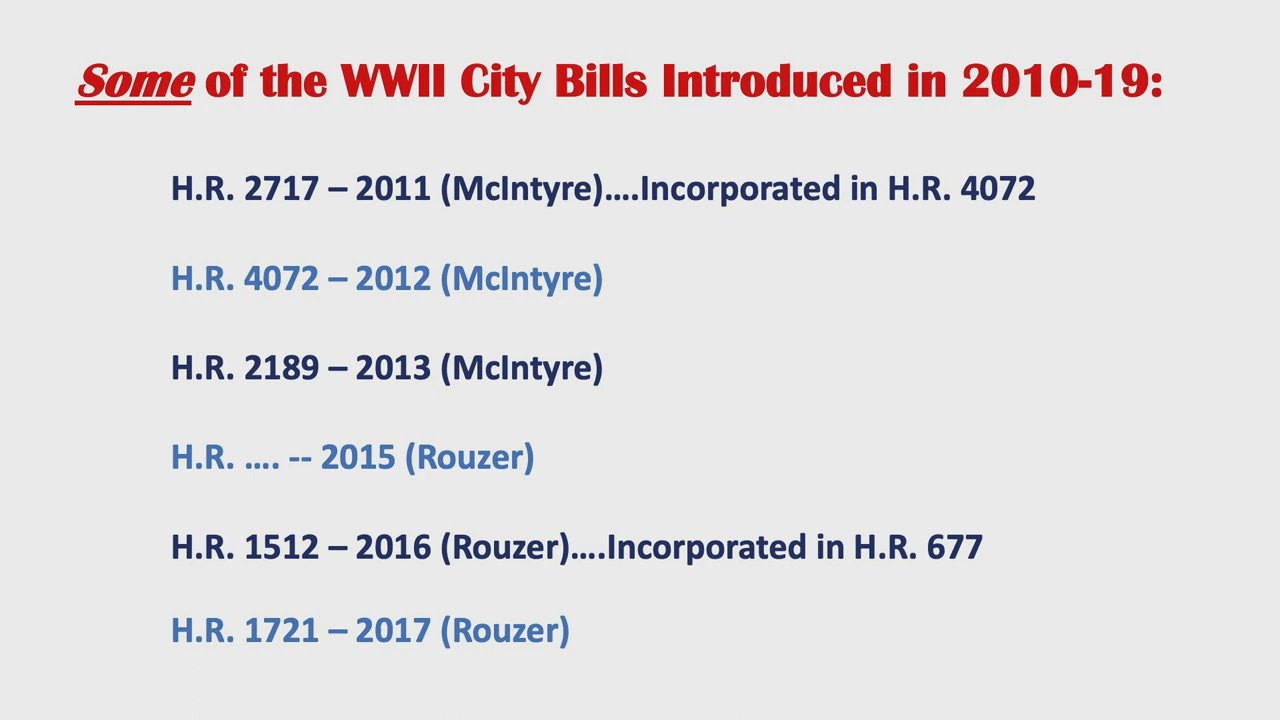 Some of the WWII City Bills Introduced in 2010-19:
H.R. 2717 – 2011 (McIntyre)....Incorporated in H.R. 4072
H.R. 4072 – 2012 (McIntyre)
H.R. 2189 – 2013 (McIntyre)
H.R. .... -- 2015 (Rouzer)
H.R. 1512 – 2016 (Rouzer)....Incorporated in H.R. 677
H.R. 1721 – 2017 (Rouzer)